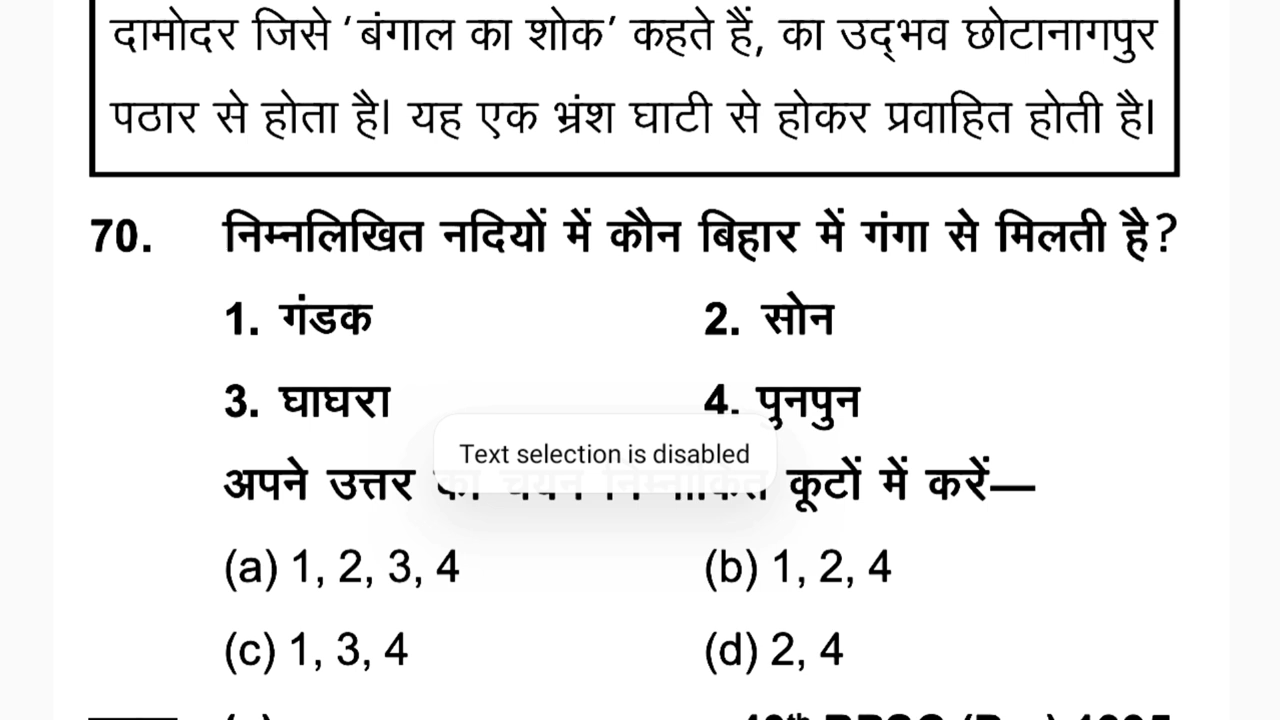 दामोदर जिसे ‘बंगाल का शोक’ कहते हैं, का उद्‌भव छोटानागपुर
पठार से होता है। यह एक भ्रंश घाटी से होकर प्रवाहित होती है।
70. निम्नलिखित नदियों में कौन बिहार में गंगा से मिलती है?
1. गंडक 2. सोन
3. घाघरा 4. पुनपुन
Text selection is disabled
अपने उत्तर का चयन निम्नांकित कूटों में करें—
(a) 1, 2, 3, 4 (b) 1, 2, 4
(c) 1, 3, 4 (d) 2, 4